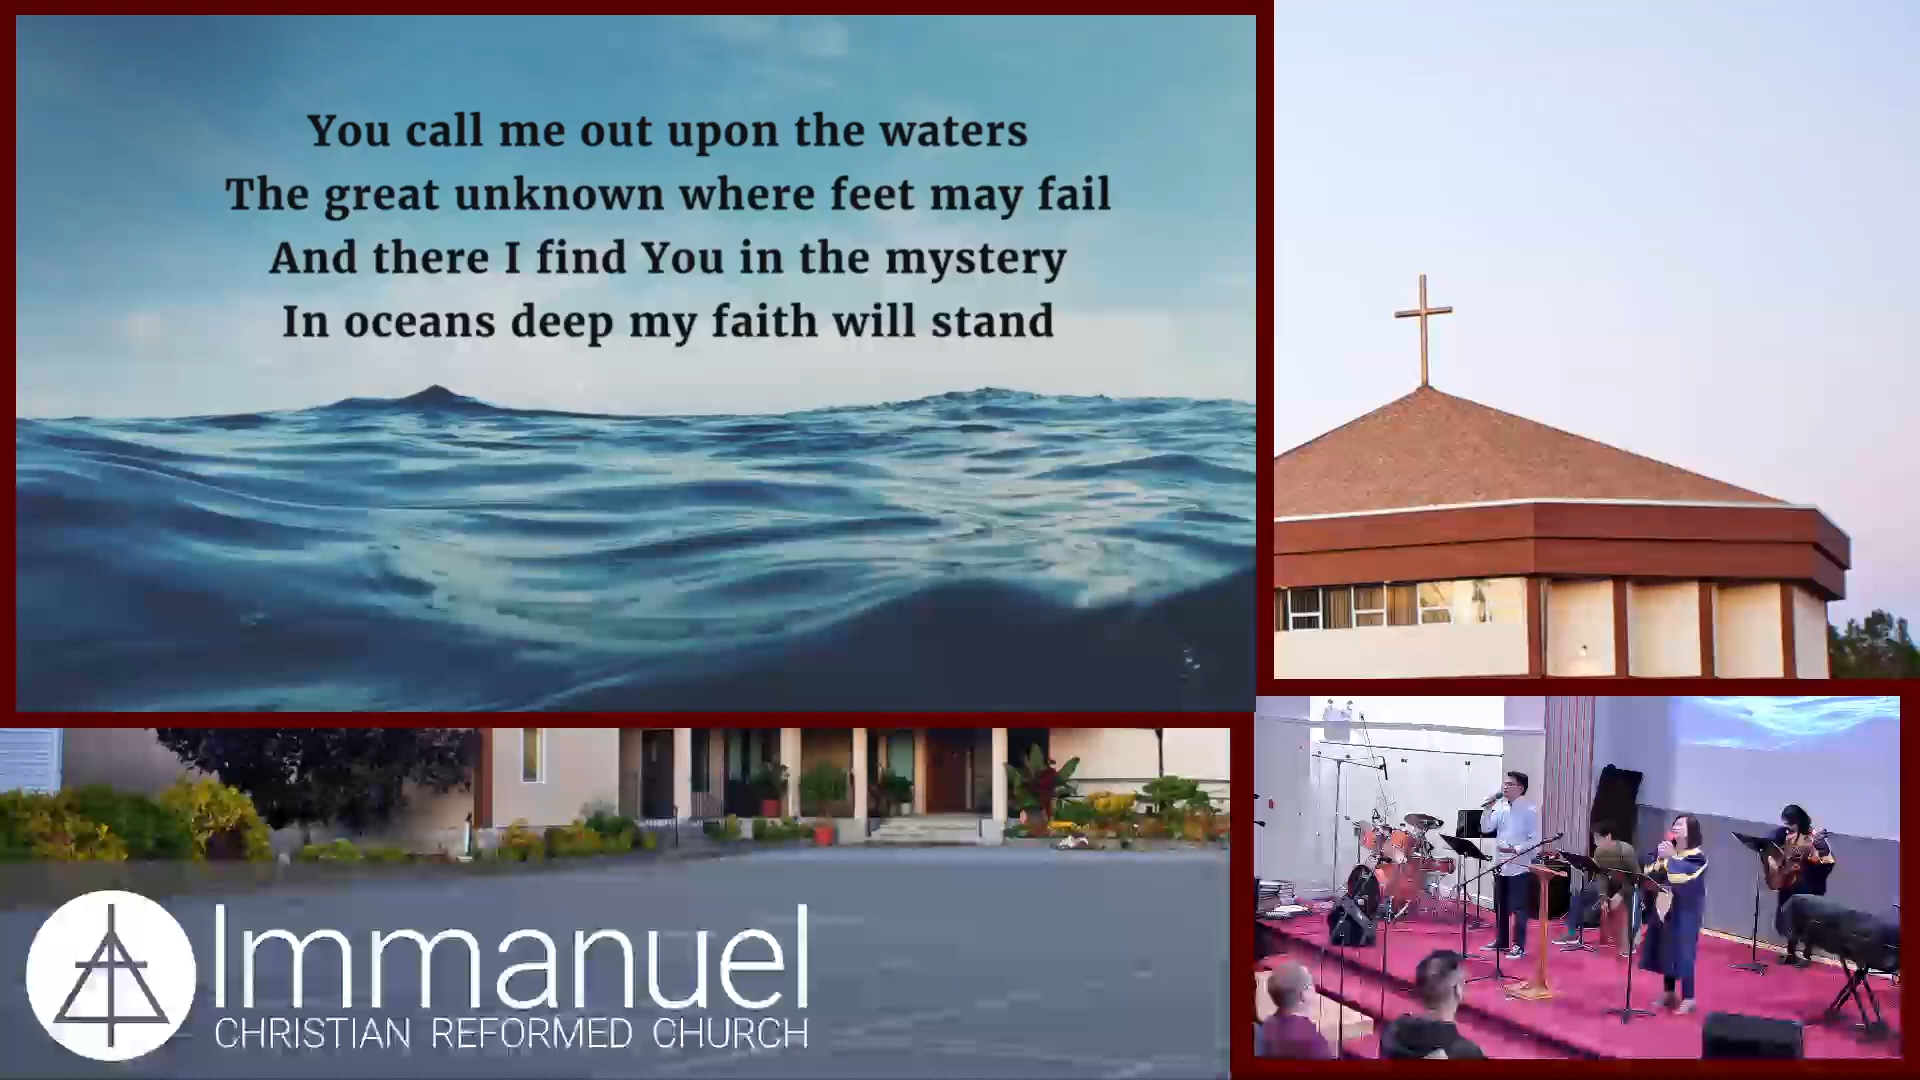 You call me out upon the waters
The great unknown where feet may fail
And there I find You in the mystery
In oceans deep my faith will stand
Immanuel
CHRISTIAN REFORMED CHURCH